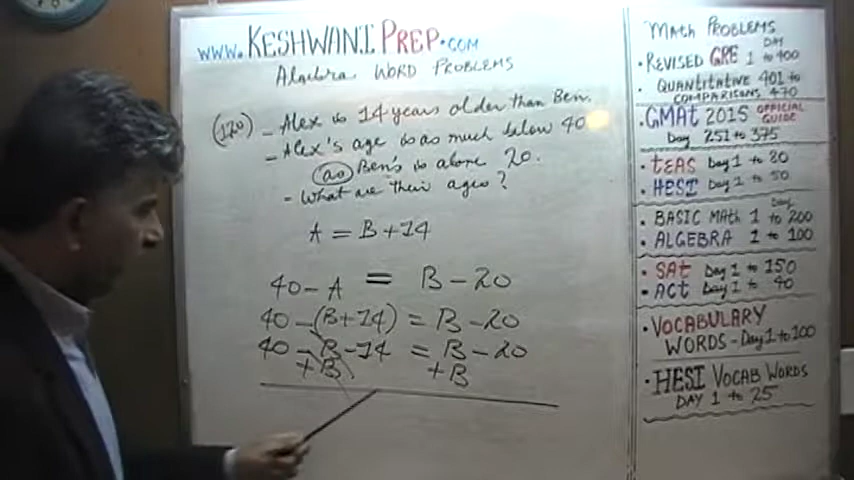 www.KESHWANIPREP.COM
Algebra WORD PROBLEMS
(120) - Alex is 14 years older than Ben.
- Alex's age is as much below 40
as Ben's is above 20.
- What are their ages?
A = B + 14
40 - A = B - 20
40 - (B + 14) = B - 20
40 - B - 14 = B - 20
+ B + B
MATH PROBLEMS
DAY
• REVISED GRE 1 to 400
• QUANTITATIVE 401 to
COMPARISONS 470
• GMAT 2015 OFFICIAL GUIDE
Day 251 to 375
• TEAS Day 1 to 20
• HESI Day 1 to 50
Day
• BASIC MATH 1 to 200
• ALGEBRA 1 to 100
• SAT Day 1 to 150
• ACT Day 1 to 40
• VOCABULARY
WORDS - Day 1 to 100
• HESI VOCAB WORDS
DAY 1 to 25